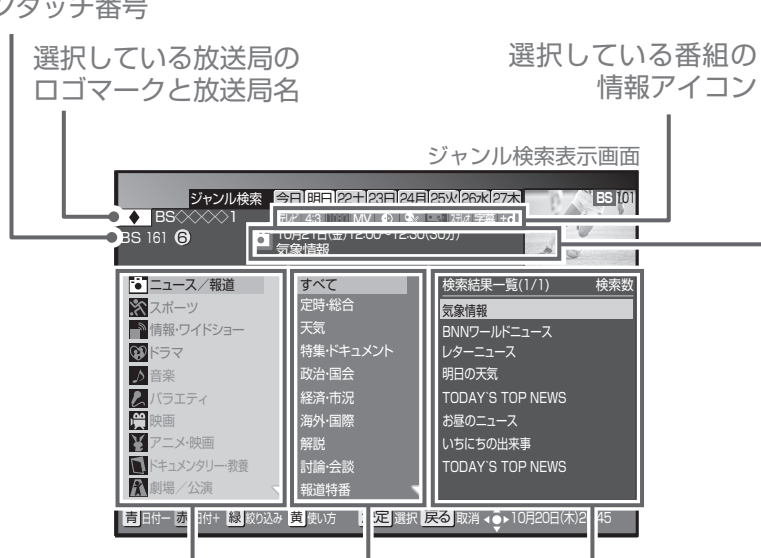 タッチ番号
選択している放送局の
ロゴマークと放送局名
選択している番組の
情報アイコン
ジャンル検索表示画面
ジャンル検索 今日 明日 22土 23日 24月 25火 26水 27木
BS 101
BS◇◇◇◇1
テレビ 4:3 MV 字幕 +d
BS 161 ⑥
10月21日(金)12:00~12:30(30分)
気象情報
ニュース/報道
スポーツ
情報・ワイドショー
ドラマ
音楽
バラエティ
映画
アニメ・映画
ドキュメンタリー・教養
劇場/公演
すべて
定時・総合
天気
特集・ドキュメント
政治・国会
経済・市況
海外・国際
解説
討論・会談
報道特番
検索結果一覧(1/1) 検索数
気象情報
BNNワールドニュース
レターニュース
明日の天気
TODAY`S TOP NEWS
お昼のニュース
いちにちの出来事
TODAY`S TOP NEWS
青 日付− 赤 日付+ 緑 絞り込み 黄 使い方 定 選択 戻る 取消 10月20日(木)2 45